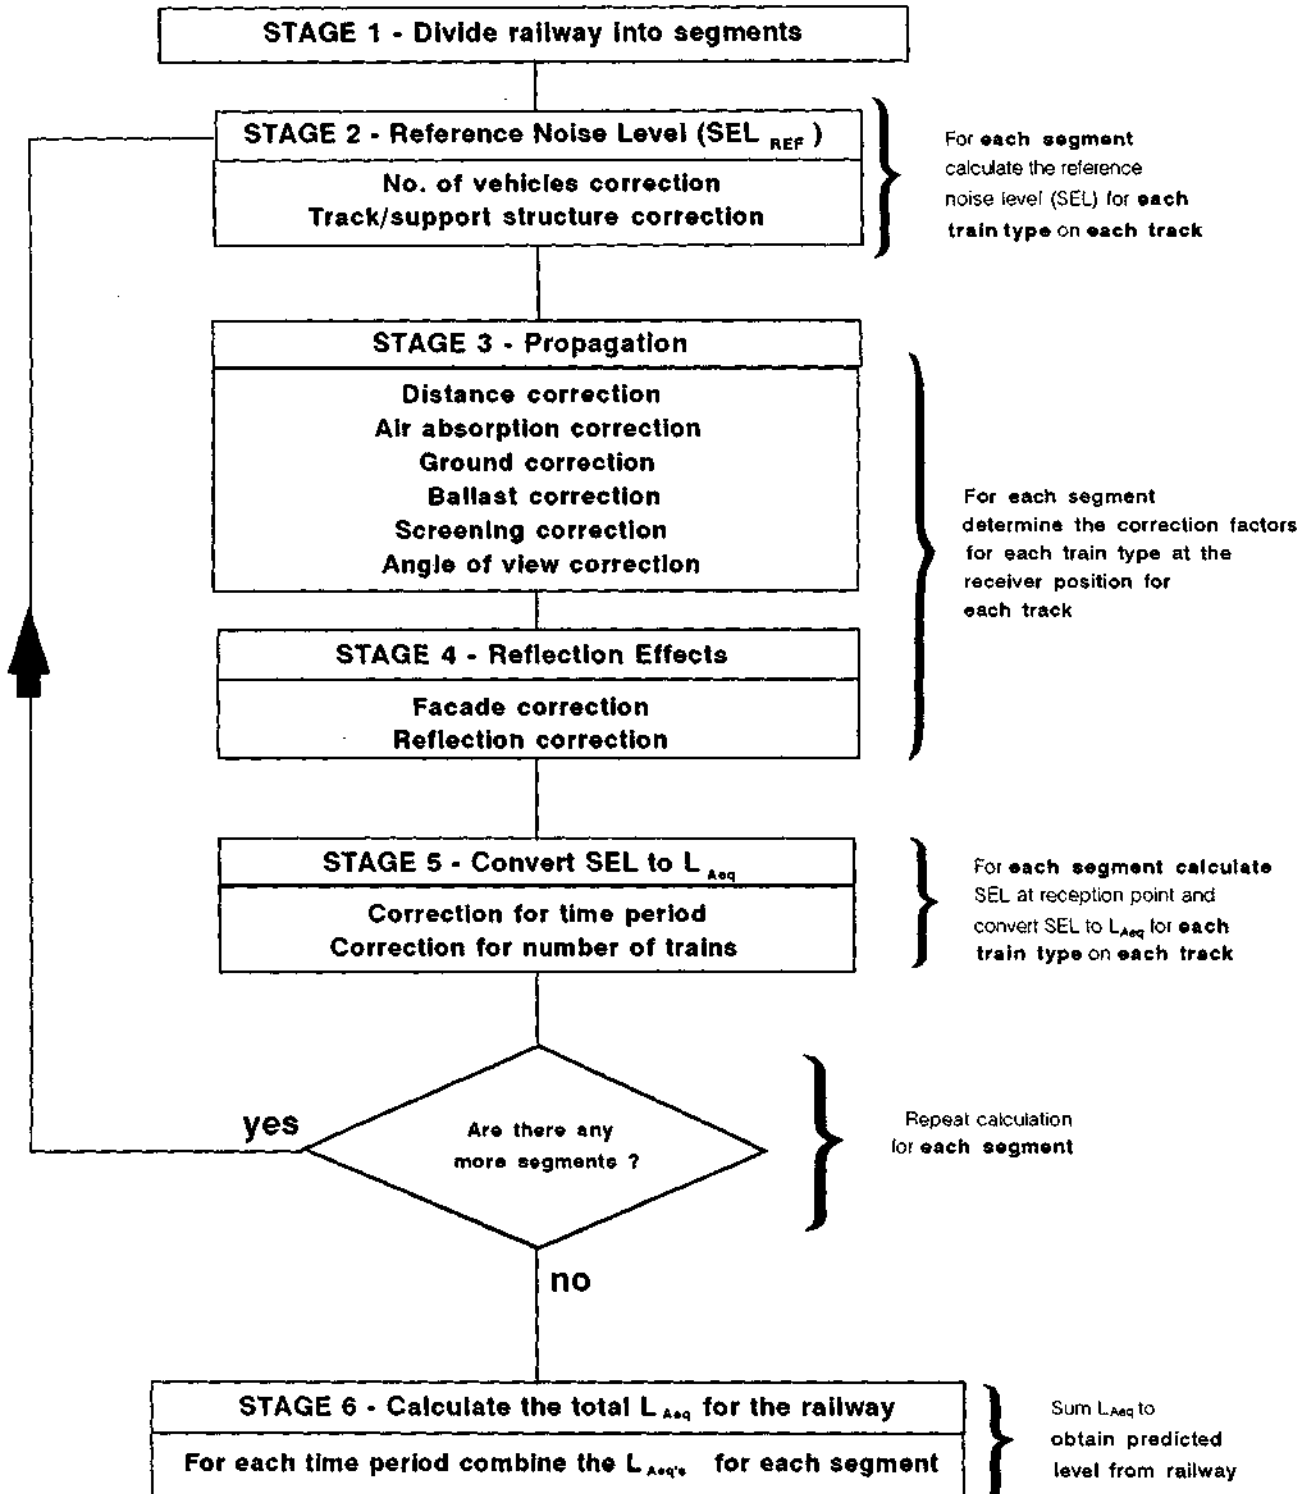 STAGE 1 - Divide railway into segments
STAGE 2 - Reference Noise Level (SEL REF )
No. of vehicles correction
Track/support structure correction
For each segment
calculate the reference
noise level (SEL) for each
train type on each track
STAGE 3 - Propagation
Distance correction
Air absorption correction
Ground correction
Ballast correction
Screening correction
Angle of view correction
For each segment
determine the correction factors
for each train type at the
receiver position for
each track
STAGE 4 - Reflection Effects
Facade correction
Reflection correction
STAGE 5 - Convert SEL to L Aeq
Correction for time period
Correction for number of trains
For each segment calculate
SEL at reception point and
convert SEL to LAeq for each
train type on each track
yes
Are there any
more segments ?
Repeat calculation
for each segment
no
STAGE 6 - Calculate the total L Aeq for the railway
For each time period combine the L Aeq's for each segment
Sum LAeq to
obtain predicted
level from railway